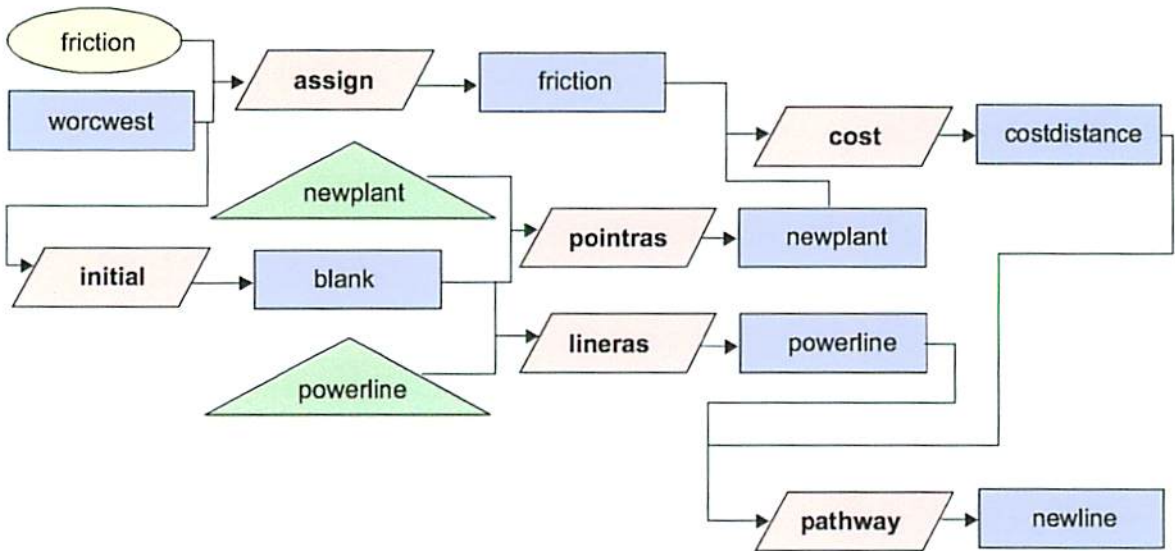 friction
assign
friction
worcwest
cost
costdistance
newplant
pointras
newplant
initial
blank
lineras
powerline
powerline
pathway
newline